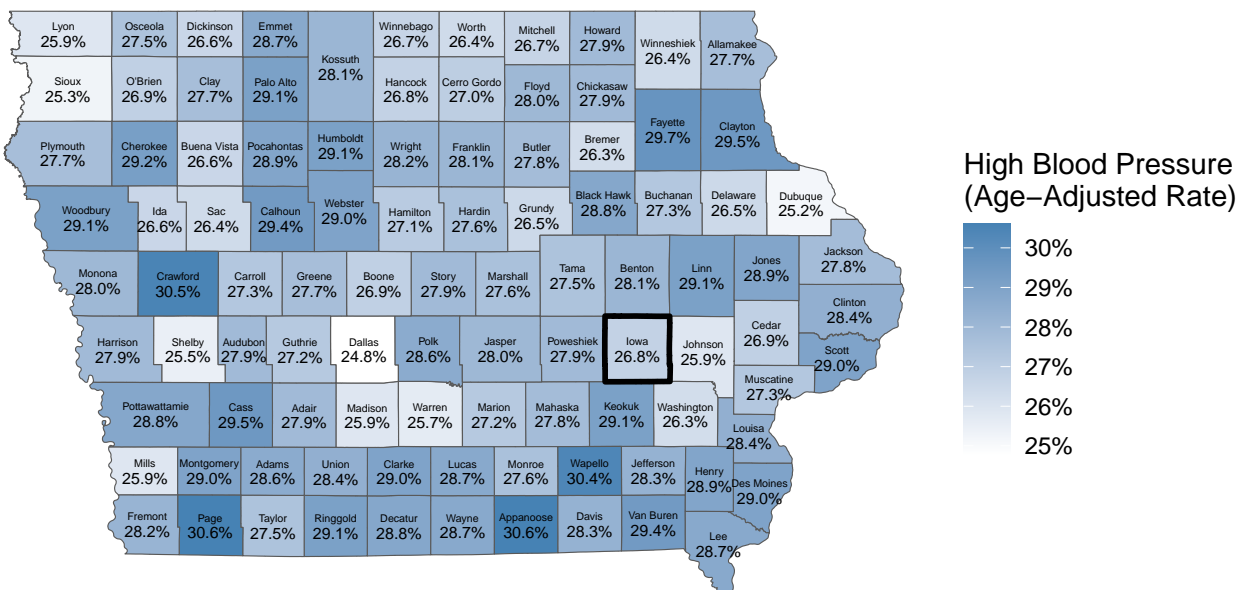 Lyon
25.9%
Osceola
27.5%
Dickinson
26.6%
Emmet
28.7%
Kossuth
28.1%
Winnebago
26.7%
Worth
26.4%
Mitchell
26.7%
Howard
27.9%
Winneshiek
26.4%
Allamakee
27.7%
Sioux
25.3%
O'Brien
26.9%
Clay
27.7%
Palo Alto
29.1%
Hancock
26.8%
Cerro Gordo
27.0%
Floyd
28.0%
Chickasaw
27.9%
Fayette
29.7%
Clayton
29.5%
Plymouth
27.7%
Cherokee
29.2%
Buena Vista
26.6%
Pocahontas
28.9%
Humboldt
29.1%
Wright
28.2%
Franklin
28.1%
Butler
27.8%
Bremer
26.3%
Woodbury
29.1%
Ida
26.6%
Sac
26.4%
Calhoun
29.4%
Webster
29.0%
Hamilton
27.1%
Hardin
27.6%
Grundy
26.5%
Black Hawk
28.8%
Buchanan
27.3%
Delaware
26.5%
Dubuque
25.2%
Monona
28.0%
Crawford
30.5%
Carroll
27.3%
Greene
27.7%
Boone
26.9%
Story
27.9%
Marshall
27.6%
Tama
27.5%
Benton
28.1%
Linn
29.1%
Jones
28.9%
Jackson
27.8%
Clinton
28.4%
Harrison
27.9%
Shelby
25.5%
Audubon
27.9%
Guthrie
27.2%
Dallas
24.8%
Polk
28.6%
Jasper
28.0%
Poweshiek
27.9%
Iowa
26.8%
Johnson
25.9%
Cedar
26.9%
Scott
29.0%
Muscatine
27.3%
Pottawattamie
28.8%
Cass
29.5%
Adair
27.9%
Madison
25.9%
Warren
25.7%
Marion
27.2%
Mahaska
27.8%
Keokuk
29.1%
Washington
26.3%
Louisa
28.4%
Mills
25.9%
Montgomery
29.0%
Adams
28.6%
Union
28.4%
Clarke
29.0%
Lucas
28.7%
Monroe
27.6%
Wapello
30.4%
Jefferson
28.3%
Henry
28.9%
Des Moines
29.0%
Fremont
28.2%
Page
30.6%
Taylor
27.5%
Ringgold
29.1%
Decatur
28.8%
Wayne
28.7%
Appanoose
30.6%
Davis
28.3%
Van Buren
29.4%
Lee
28.7%
High Blood Pressure
(Age−Adjusted Rate)
30%
29%
28%
27%
26%
25%